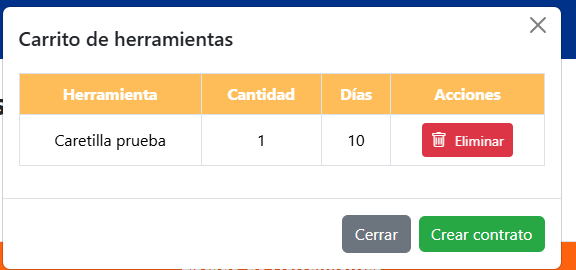 Carrito de herramientas
Herramienta Cantidad Días Acciones
Caretilla prueba 1 10 Eliminar
Cerrar Crear contrato